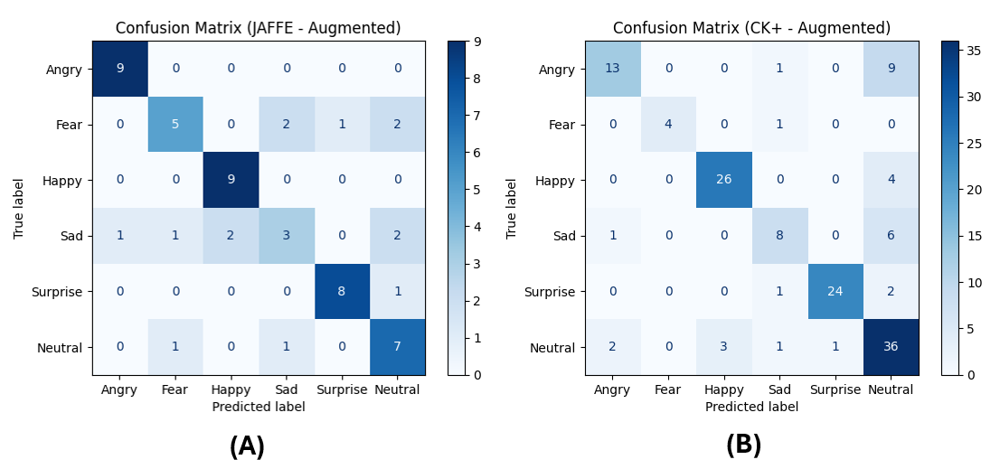 Confusion Matrix (JAFFE - Augmented)
True label
Angry 9 0 0 0 0 0
Fear 0 5 0 2 1 2
Happy 0 0 9 0 0 0
Sad 1 1 2 3 0 2
Surprise 0 0 0 0 8 1
Neutral 0 1 0 1 0 7
Angry Fear Happy Sad Surprise Neutral
Predicted label
9
8
7
6
5
4
3
2
1
0
(A)
Confusion Matrix (CK+ - Augmented)
True label
Angry 13 0 0 1 0 9
Fear 0 4 0 1 0 0
Happy 0 0 26 0 0 4
Sad 1 0 0 8 0 6
Surprise 0 0 0 1 24 2
Neutral 2 0 3 1 1 36
Angry Fear Happy Sad Surprise Neutral
Predicted label
35
30
25
20
15
10
5
0
(B)